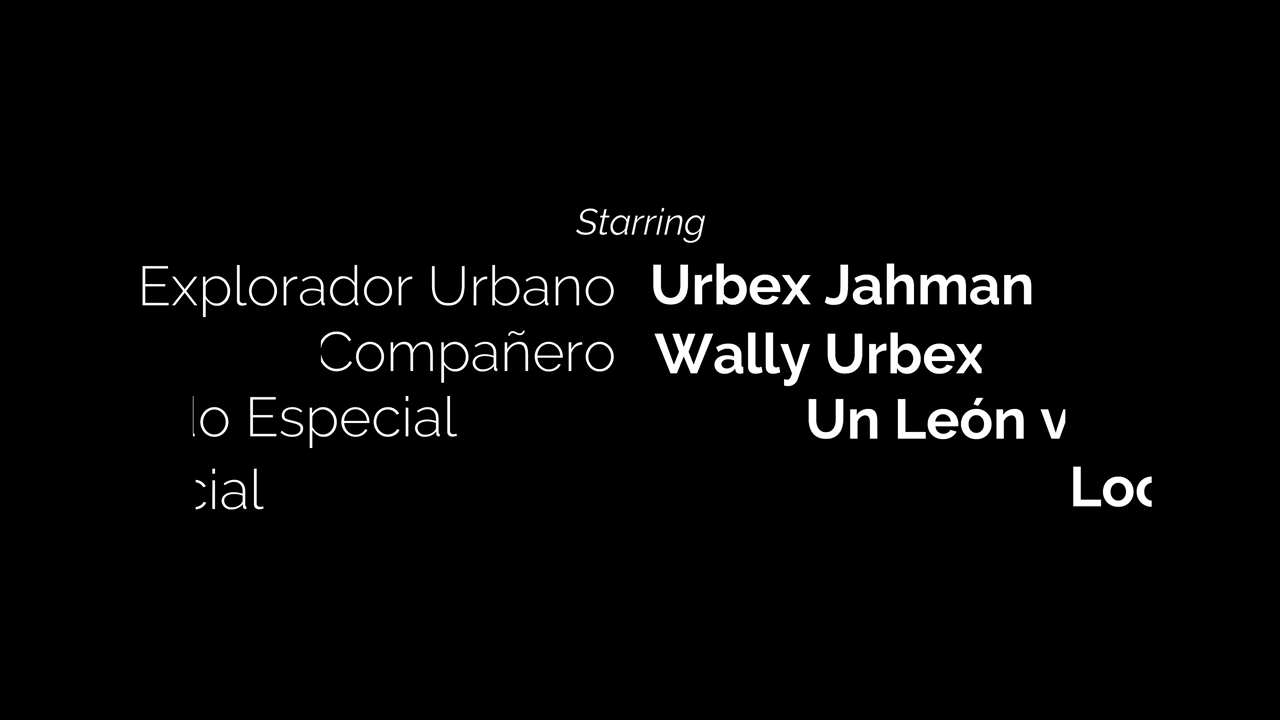 Starring
Explorador Urbano Urbex Jahman
Compañero Wally Urbex
Especial Un León